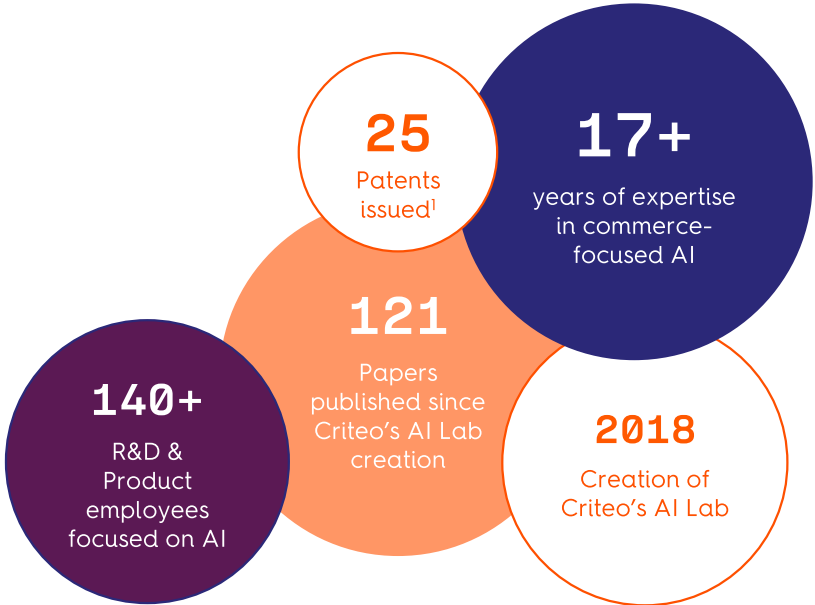 25
Patents
issued¹
17+
years of expertise
in commerce-
focused AI
121
Papers
published since
Criteo’s AI Lab
creation
140+
R&D &
Product
employees
focused on AI
2018
Creation of
Criteo’s AI Lab